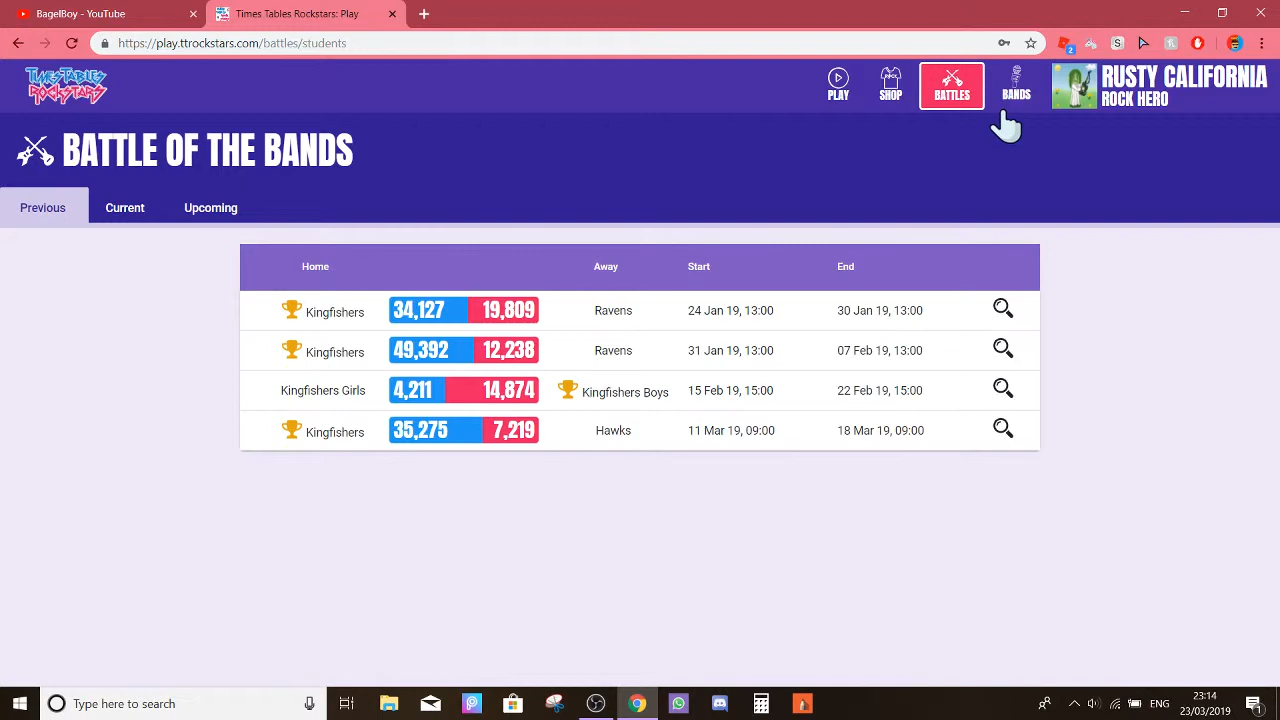 BagelBoy - YouTube
Times Tables Rockstars: Play
https://play.ttrockstars.com/battles/students
2
TIMES TABLES
ROCKSTARS
PLAY
SHOP
BATTLES
BANDS
RUSTY CALIFORNIA
ROCK HERO
BATTLE OF THE BANDS
Previous Current Upcoming
Home Away Start End
Kingfishers 34,127 19,809 Ravens 24 Jan 19, 13:00 30 Jan 19, 13:00
Kingfishers 49,392 12,238 Ravens 31 Jan 19, 13:00 07 Feb 19, 13:00
Kingfishers Girls 4,211 14,874 Kingfishers Boys 15 Feb 19, 15:00 22 Feb 19, 15:00
Kingfishers 35,275 7,219 Hawks 11 Mar 19, 09:00 18 Mar 19, 09:00
Type here to search
ENG
23:14
23/03/2019